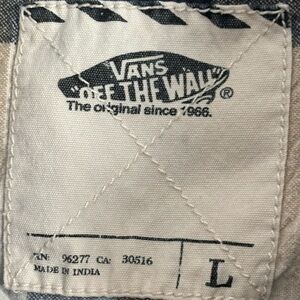 VANS
"OFF THE WALL"®
The original since 1966.
RN: 96277 CA: 30516
MADE IN INDIA
L